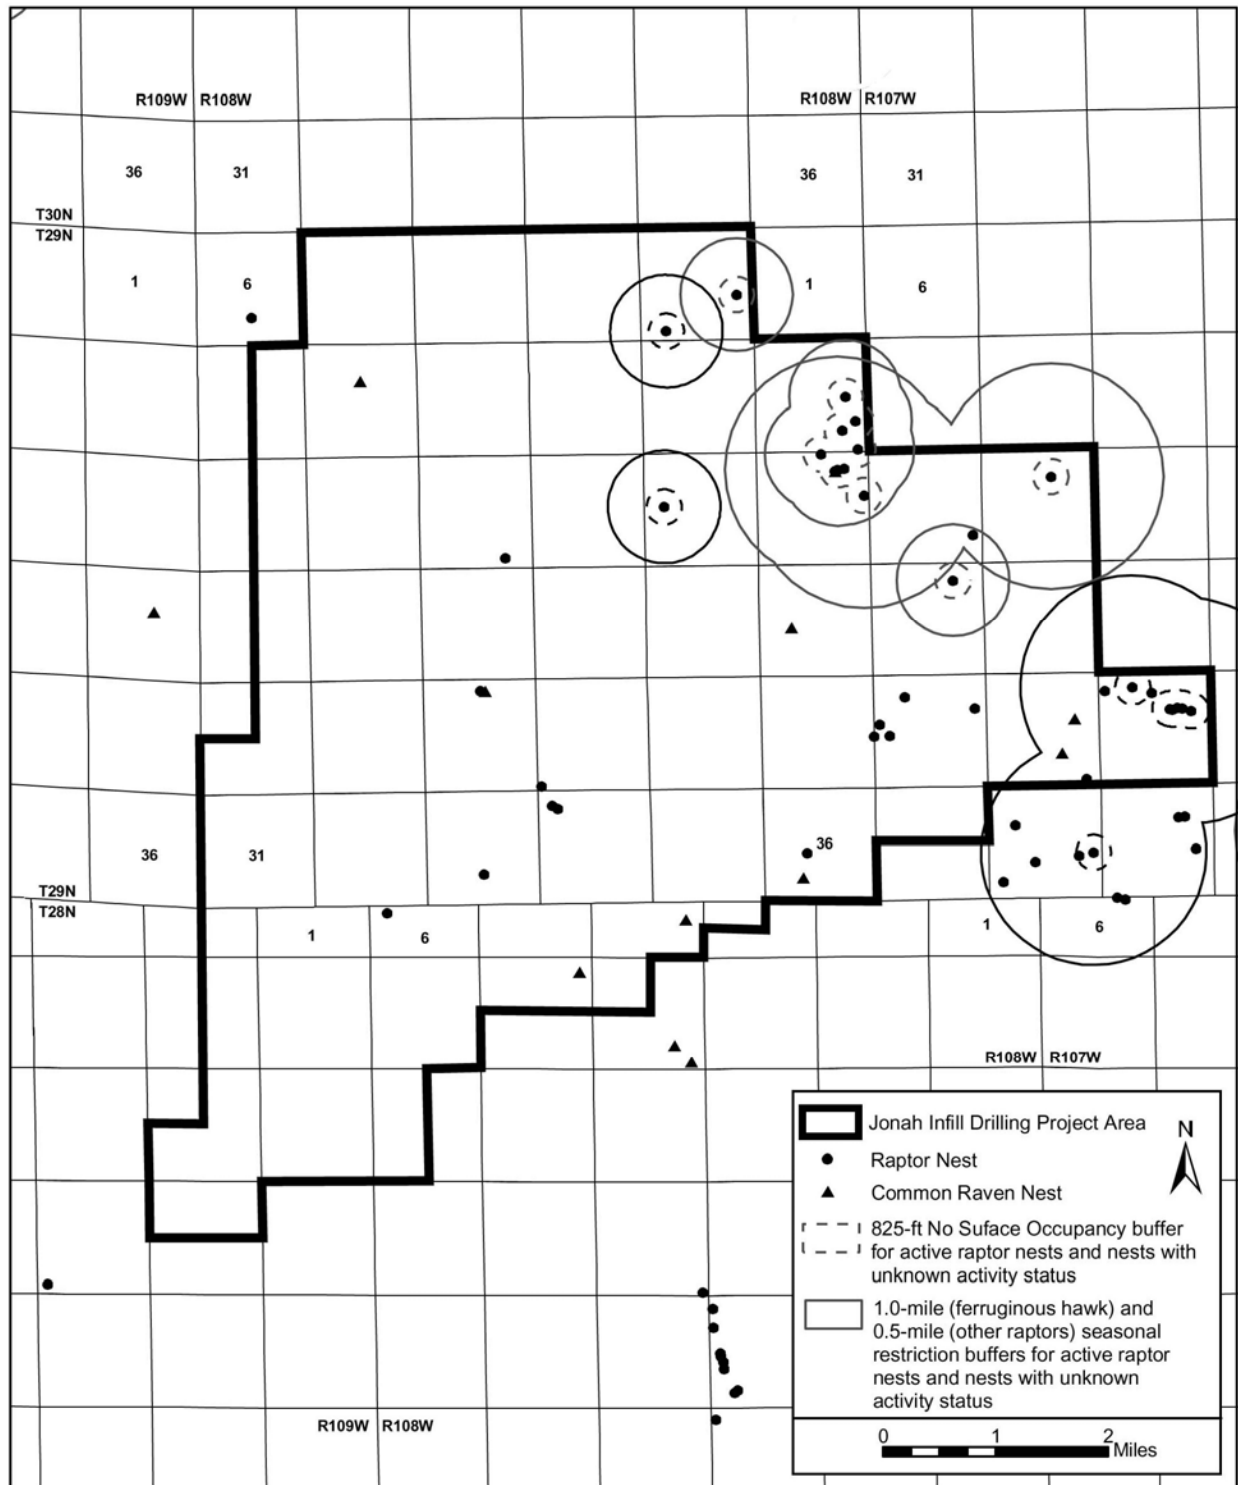 R109W R108W
R108W R107W
36
31
36
31
T30N
T29N
1
6
1
6
36
31
36
T29N
T28N
1
6
1
6
R108W R107W
Jonah Infill Drilling Project Area
N
Raptor Nest
Common Raven Nest
825-ft No Suface Occupancy buffer
for active raptor nests and nests with
unknown activity status
1.0-mile (ferruginous hawk) and
0.5-mile (other raptors) seasonal
restriction buffers for active raptor
nests and nests with unknown
activity status
R109W R108W
0 1 2
Miles